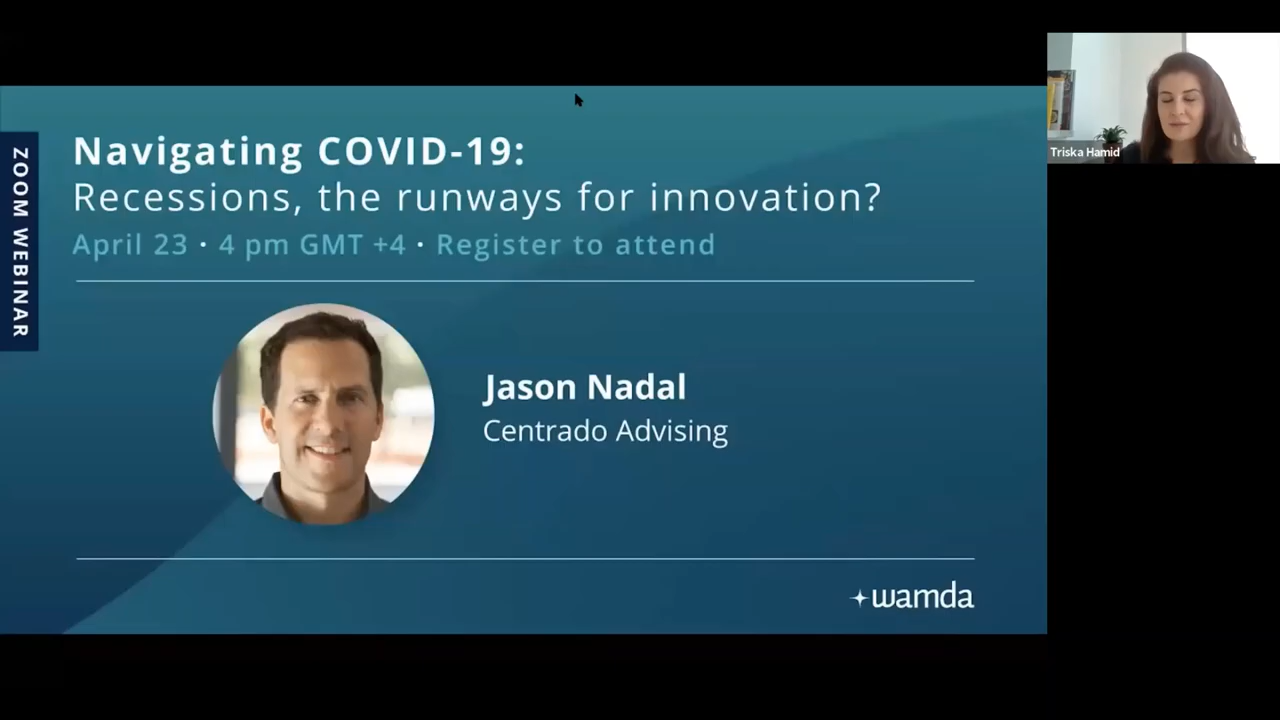 ZOOM WEBINAR
Navigating COVID-19:
Recessions, the runways for innovation?
April 23 • 4 pm GMT +4 • Register to attend
Jason Nadal
Centrado Advising
wamda
Triska Hamid